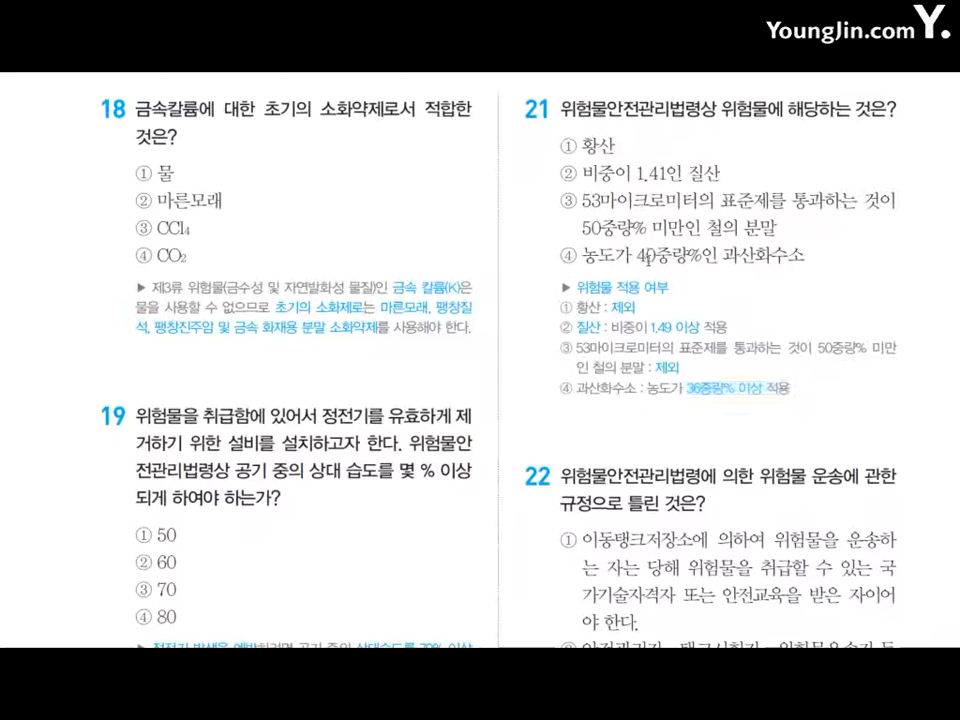 YoungJin.com Y.
18 금속칼륨에 대한 초기의 소화약제로서 적합한
것은?
① 물
② 마른모래
③ CCl₄
④ CO₂
▶ 제3류 위험물(금수성 및 자연발화성 물질)인 금속 칼륨(K)은
물을 사용할 수 없으므로 초기의 소화제로는 마른모래, 팽창질
석, 팽창진주암 및 금속 화재용 분말 소화약제를 사용해야 한다.
19 위험물을 취급함에 있어서 정전기를 유효하게 제
거하기 위한 설비를 설치하고자 한다. 위험물안
전관리법령상 공기 중의 상대 습도를 몇 % 이상
되게 하여야 하는가?
① 50
② 60
③ 70
④ 80
21 위험물안전관리법령상 위험물에 해당하는 것은?
① 황산
② 비중이 1.41인 질산
③ 53마이크로미터의 표준체를 통과하는 것이
50중량% 미만인 철의 분말
④ 농도가 40중량%인 과산화수소
▶ 위험물 적용 여부
① 황산 : 제외
② 질산 : 비중이 1.49 이상 적용
③ 53마이크로미터의 표준체를 통과하는 것이 50중량% 미만
인 철의 분말 : 제외
④ 과산화수소 : 농도가 36중량% 이상 적용
22 위험물안전관리법령에 의한 위험물 운송에 관한
규정으로 틀린 것은?
① 이동탱크저장소에 의하여 위험물을 운송하
는 자는 당해 위험물을 취급할 수 있는 국
가기술자격자 또는 안전교육을 받은 자이어
야 한다.